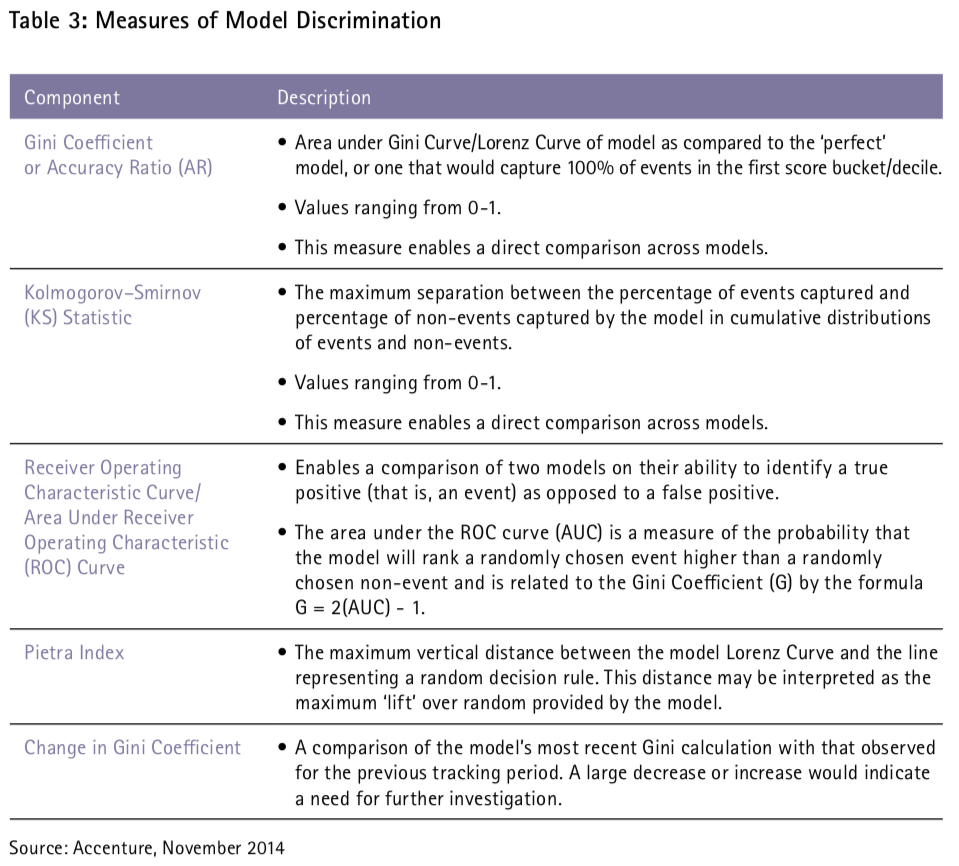 Table 3: Measures of Model Discrimination
Component Description
Gini Coefficient
or Accuracy Ratio (AR)
• Area under Gini Curve/Lorenz Curve of model as compared to the ‘perfect’
model, or one that would capture 100% of events in the first score bucket/decile.
• Values ranging from 0-1.
• This measure enables a direct comparison across models.
Kolmogorov–Smirnov
(KS) Statistic
• The maximum separation between the percentage of events captured and
percentage of non-events captured by the model in cumulative distributions
of events and non-events.
• Values ranging from 0-1.
• This measure enables a direct comparison across models.
Receiver Operating
Characteristic Curve/
Area Under Receiver
Operating Characteristic
(ROC) Curve
• Enables a comparison of two models on their ability to identify a true
positive (that is, an event) as opposed to a false positive.
• The area under the ROC curve (AUC) is a measure of the probability that
the model will rank a randomly chosen event higher than a randomly
chosen non-event and is related to the Gini Coefficient (G) by the formula
G = 2(AUC) - 1.
Pietra Index
• The maximum vertical distance between the model Lorenz Curve and the line
representing a random decision rule. This distance may be interpreted as the
maximum ‘lift’ over random provided by the model.
Change in Gini Coefficient
• A comparison of the model’s most recent Gini calculation with that observed
for the previous tracking period. A large decrease or increase would indicate
a need for further investigation.
Source: Accenture, November 2014